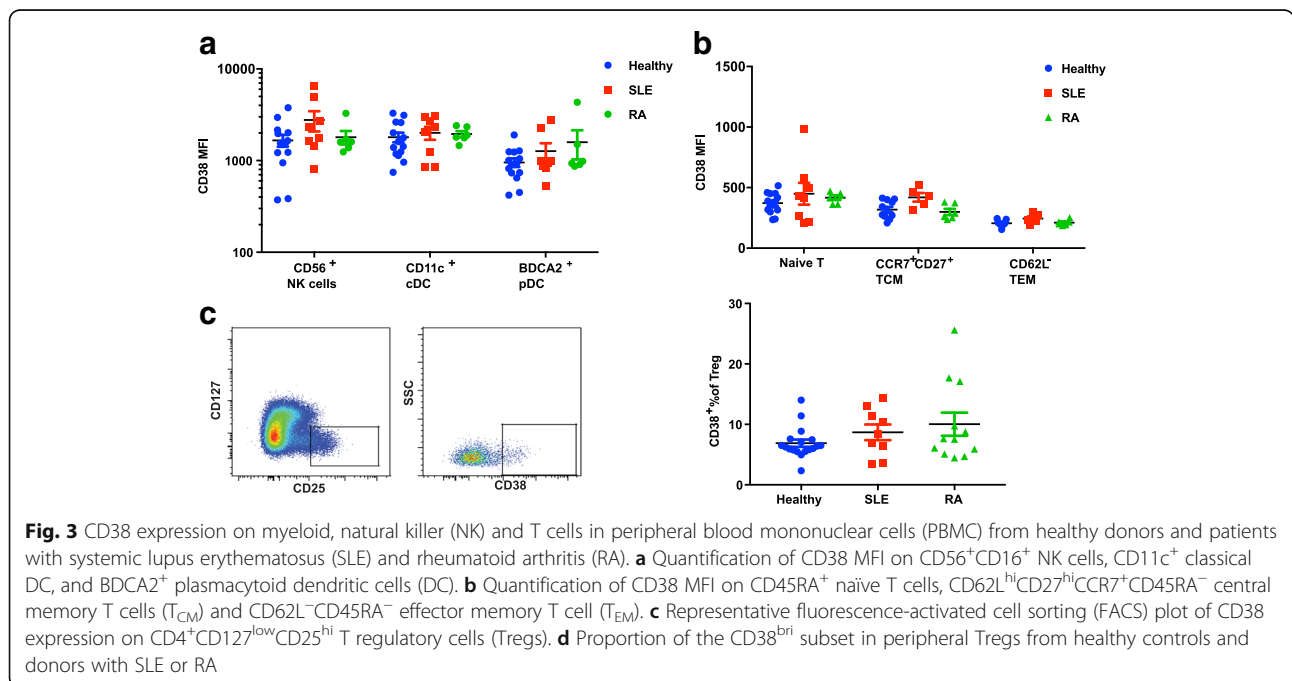 a
10000
1000
100
CD38 MFI
CD56 +
NK cells
CD11c +
cDC
BDCA2 +
pDC
Healthy
SLE
RA
b
1500
1000
500
0
CD38 MFI
Naive T
CCR7+CD27+
TCM
CD62L-
TEM
Healthy
SLE
RA
c
CD127
CD25
SSC
CD38
30
20
10
0
CD38+%of Treg
Healthy
SLE
RA
Fig. 3 CD38 expression on myeloid, natural killer (NK) and T cells in peripheral blood mononuclear cells (PBMC) from healthy donors and patients
with systemic lupus erythematosus (SLE) and rheumatoid arthritis (RA). a Quantification of CD38 MFI on CD56+CD16+ NK cells, CD11c+ classical
DC, and BDCA2+ plasmacytoid dendritic cells (DC). b Quantification of CD38 MFI on CD45RA+ naïve T cells, CD62LhiCD27hiCCR7+CD45RA− central
memory T cells (TCM) and CD62L−CD45RA− effector memory T cell (TEM). c Representative fluorescence-activated cell sorting (FACS) plot of CD38
expression on CD4+CD127lowCD25hi T regulatory cells (Tregs). d Proportion of the CD38bri subset in peripheral Tregs from healthy controls and
donors with SLE or RA